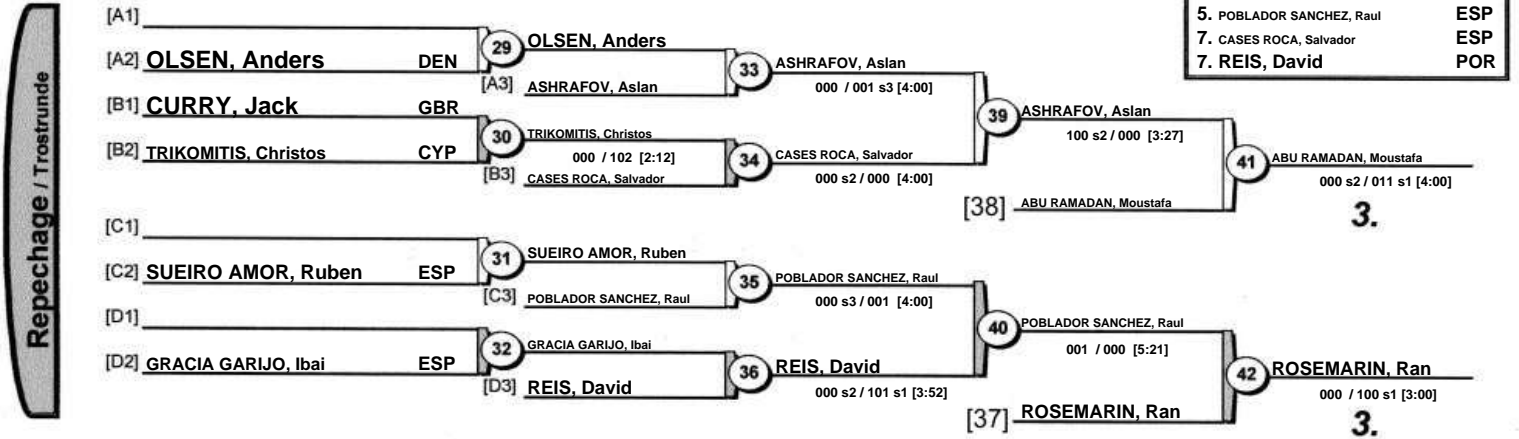 Repechage / Trostrunde
5. POBLADOR SANCHEZ, Raul ESP
7. CASES ROCA, Salvador ESP
7. REIS, David POR
[A1]
[A2] OLSEN, Anders DEN
29
OLSEN, Anders
[A3] ASHRAFOV, Aslan
33
ASHRAFOV, Aslan
000 / 001 s3 [4:00]
[B1] CURRY, Jack GBR
[B2] TRIKOMITIS, Christos CYP
30
TRIKOMITIS, Christos
000 / 102 [2:12]
[B3] CASES ROCA, Salvador
34
CASES ROCA, Salvador
000 s2 / 000 [4:00]
39
ASHRAFOV, Aslan
100 s2 / 000 [3:27]
[38] ABU RAMADAN, Moustafa
41
ABU RAMADAN, Moustafa
000 s2 / 011 s1 [4:00]
3.
[C1]
[C2] SUEIRO AMOR, Ruben ESP
31
SUEIRO AMOR, Ruben
[C3] POBLADOR SANCHEZ, Raul
35
POBLADOR SANCHEZ, Raul
000 s3 / 001 [4:00]
[D1]
[D2] GRACIA GARIJO, Ibai ESP
32
GRACIA GARIJO, Ibai
[D3] REIS, David
36
REIS, David
000 s2 / 101 s1 [3:52]
40
POBLADOR SANCHEZ, Raul
001 / 000 [5:21]
[37] ROSEMARIN, Ran
42
ROSEMARIN, Ran
000 / 100 s1 [3:00]
3.